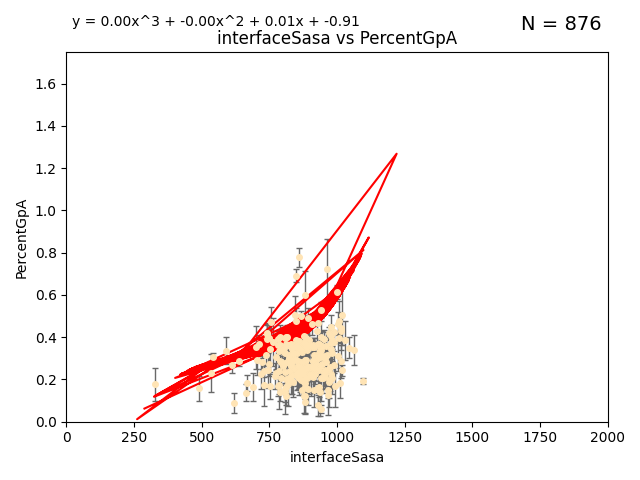 y = 0.00x^3 + -0.00x^2 + 0.01x + -0.91
N = 876
interfaceSasa vs PercentGpA
PercentGpA
1.6
1.4
1.2
1.0
0.8
0.6
0.4
0.2
0.0
0 250 500 750 1000 1250 1500 1750 2000
interfaceSasa